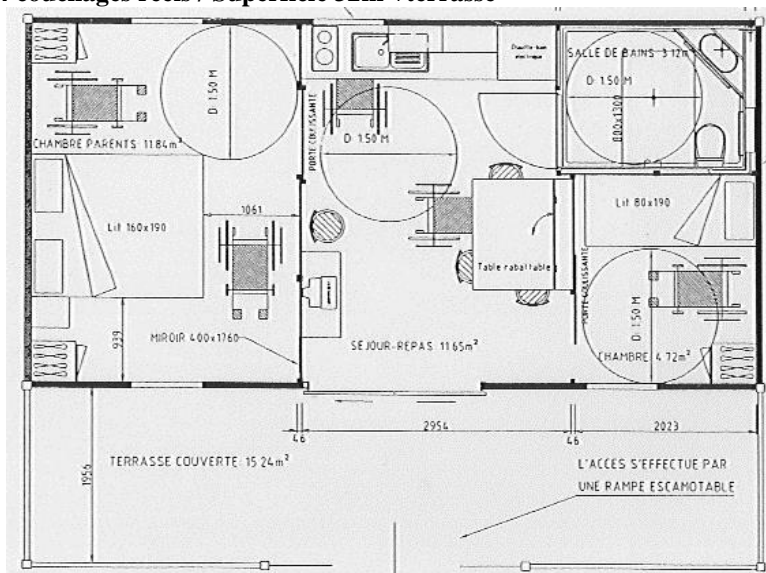 couchages réels / Superficie
Chauffe bain
électrique
SALLE DE BAINS 3.12m²
D: 1.50 M
D: 1.50 M
800x1300
PORTE COULISSANTE
D: 1.50 M
CHAMBRE PARENTS 11.84m²
1061
Lit 160x190
Lit 80x190
Table rabattable
PORTE COULISSANTE
D: 1.50 M
939
MIROIR 400x1760
SEJOUR-REPAS 11.65m²
CHAMBRE 4.72m²
46
2954
46
2023
1956
TERRASSE COUVERTE 15.24m²
L'ACCES S'EFFECTUE PAR
UNE RAMPE ESCAMOTABLE